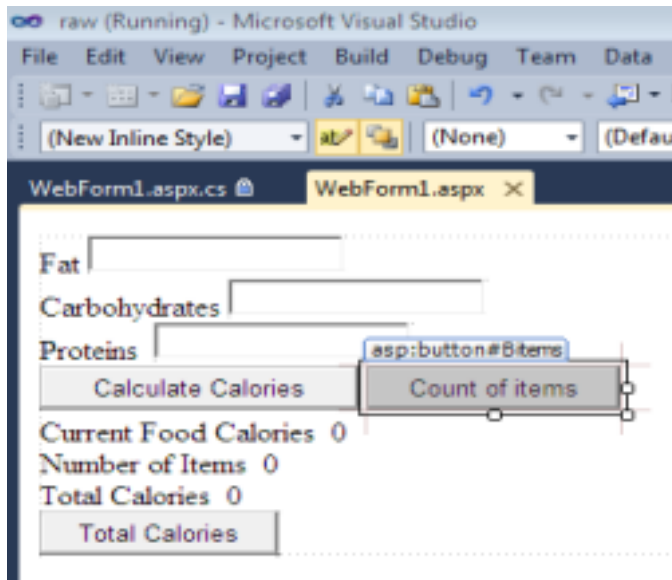 raw (Running) - Microsoft Visual Studio
File Edit View Project Build Debug Team Data
(New Inline Style) ab (None) (Defau
WebForm1.aspx.cs WebForm1.aspx
Fat
Carbohydrates
Proteins asp:button#Bitems
Calculate Calories Count of items
Current Food Calories 0
Number of Items 0
Total Calories 0
Total Calories